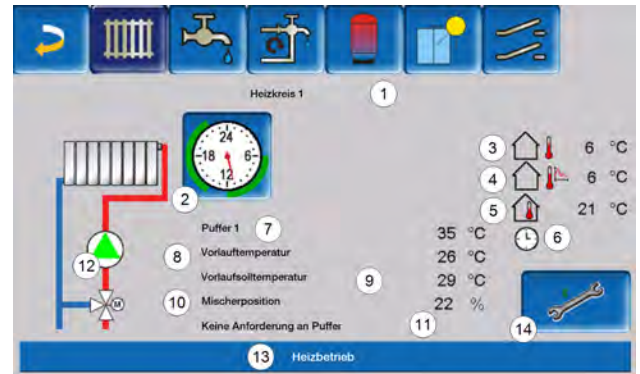 Heizkreis 1
1
24
18 6
12
2
3 6 °C
4 6 °C
5 21 °C
6
Puffer 1 7 35 °C
8 Vorlauftemperatur 26 °C
Vorlaufsolltemperatur 9 29 °C
10 Mischerposition 22 %
Keine Anforderung an Puffer 11
12
M
14
13 Heizbetrieb